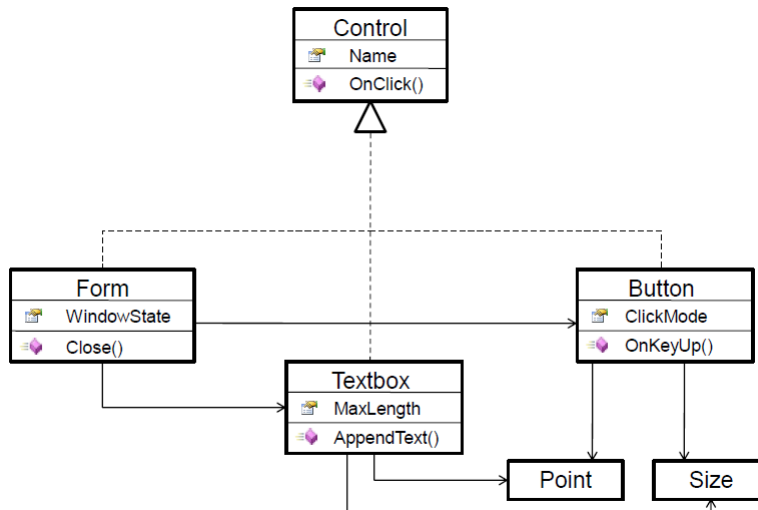 Control
Name
OnClick()
Form
WindowState
Close()
Button
ClickMode
OnKeyUp()
Textbox
MaxLength
AppendText()
Point
Size